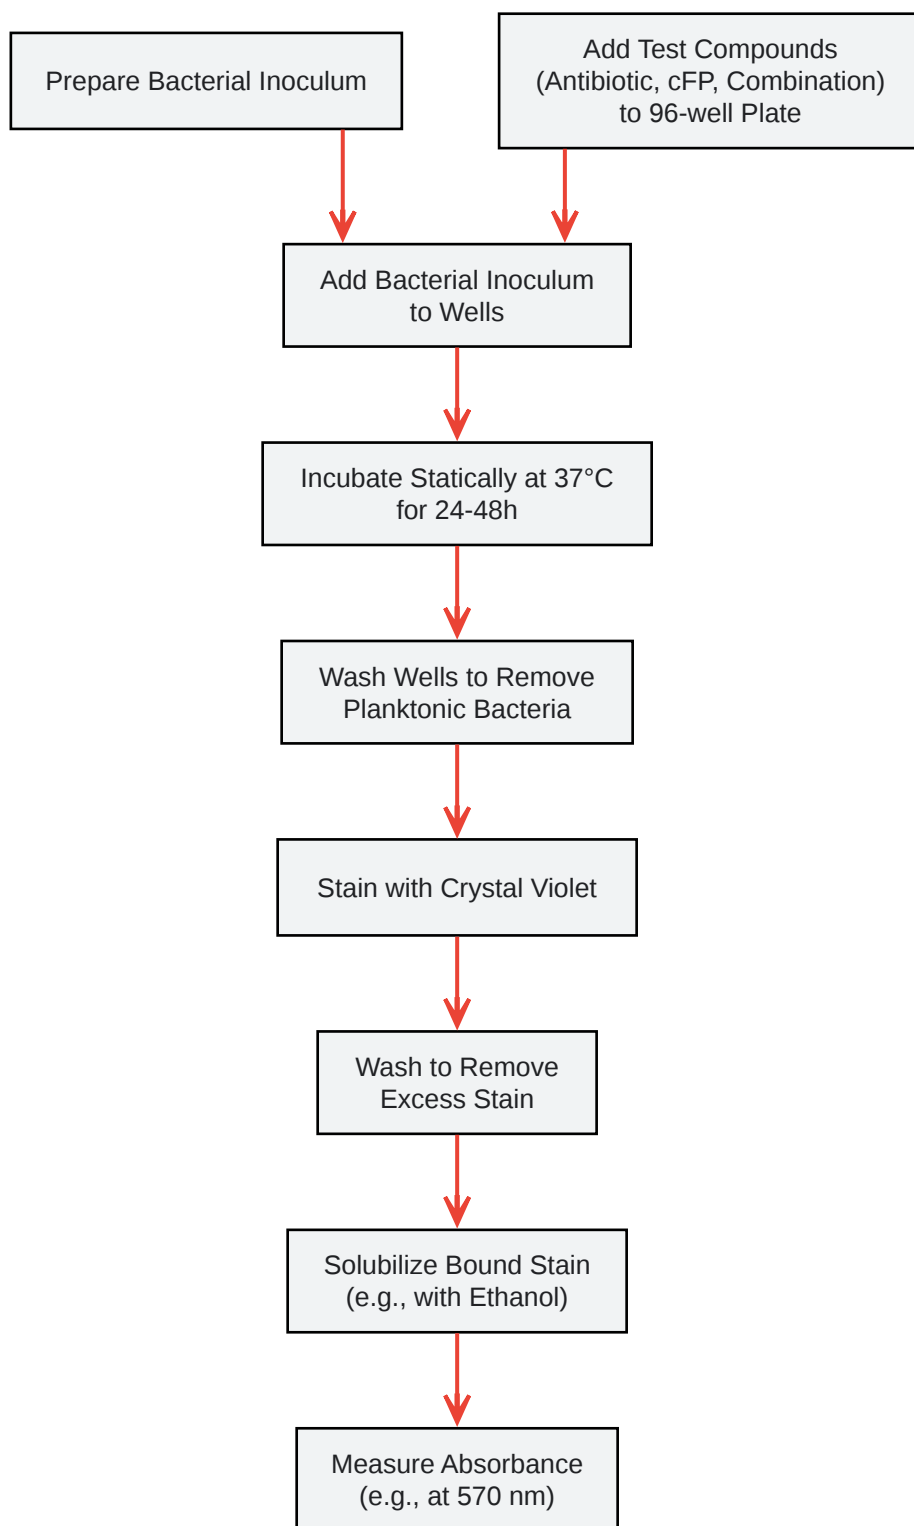 Prepare Bacterial Inoculum
Add Test Compounds
(Antibiotic, cFP, Combination)
to 96-well Plate
Add Bacterial Inoculum
to Wells
Incubate Statically at 37°C
for 24-48h
Wash Wells to Remove
Planktonic Bacteria
Stain with Crystal Violet
Wash to Remove
Excess Stain
Solubilize Bound Stain
(e.g., with Ethanol)
Measure Absorbance
(e.g., at 570 nm)